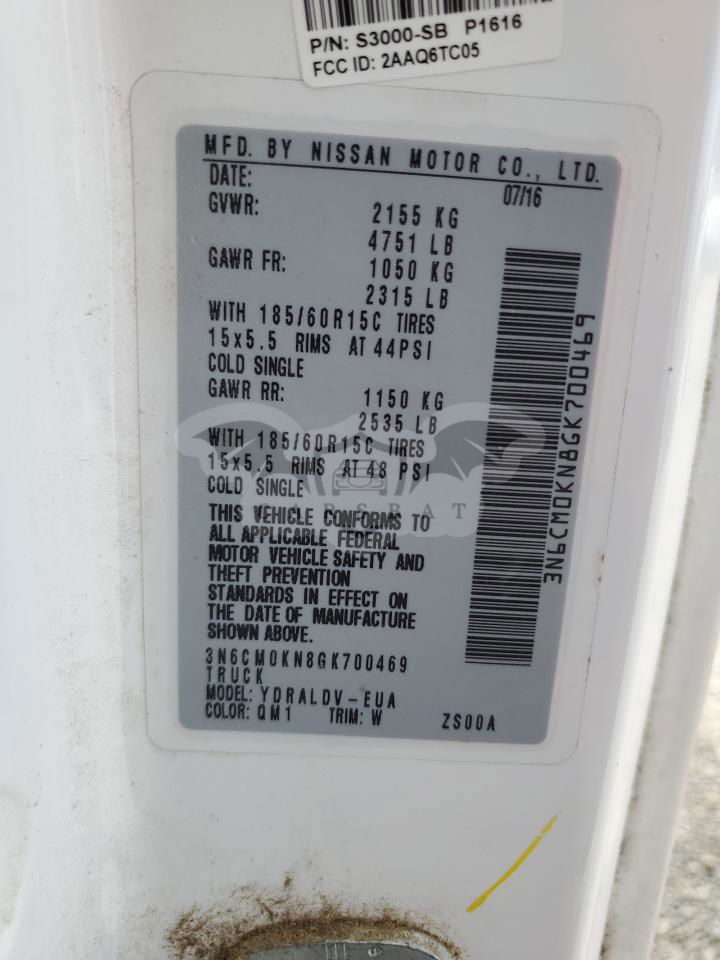 P/N: S3000-SB P1616
FCC ID: 2AAQ6TC05
MFD. BY NISSAN MOTOR CO., LTD.
DATE: 07/16
GVWR: 2155 KG
4751 LB
GAWR FR: 1050 KG
2315 LB
WITH 185/60R15C TIRES
15x5.5 RIMS AT 44PSI
COLD SINGLE
GAWR RR: 1150 KG
2535 LB
WITH 185/60R15C TIRES
15x5.5 RIMS AT 48 PSI
COLD SINGLE
THIS VEHICLE CONFORMS TO
ALL APPLICABLE FEDERAL
MOTOR VEHICLE SAFETY AND
THEFT PREVENTION
STANDARDS IN EFFECT ON
THE DATE OF MANUFACTURE
SHOWN ABOVE.
3N6CM0KN8GK700469
TRUCK
MODEL: YDRALDV-EUA
COLOR: QM1 TRIM: W ZS00A
3N6CM0KN8GK700469
CARSBAT